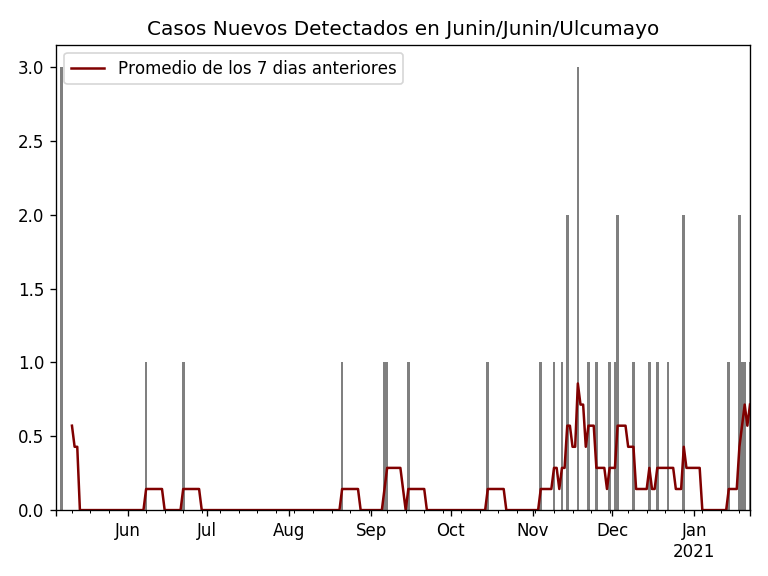 Casos Nuevos Detectados en Junin/Junin/Ulcumayo
Promedio de los 7 dias anteriores
3.0
2.5
2.0
1.5
1.0
0.5
0.0
Jun Jul Aug Sep Oct Nov Dec Jan
2021